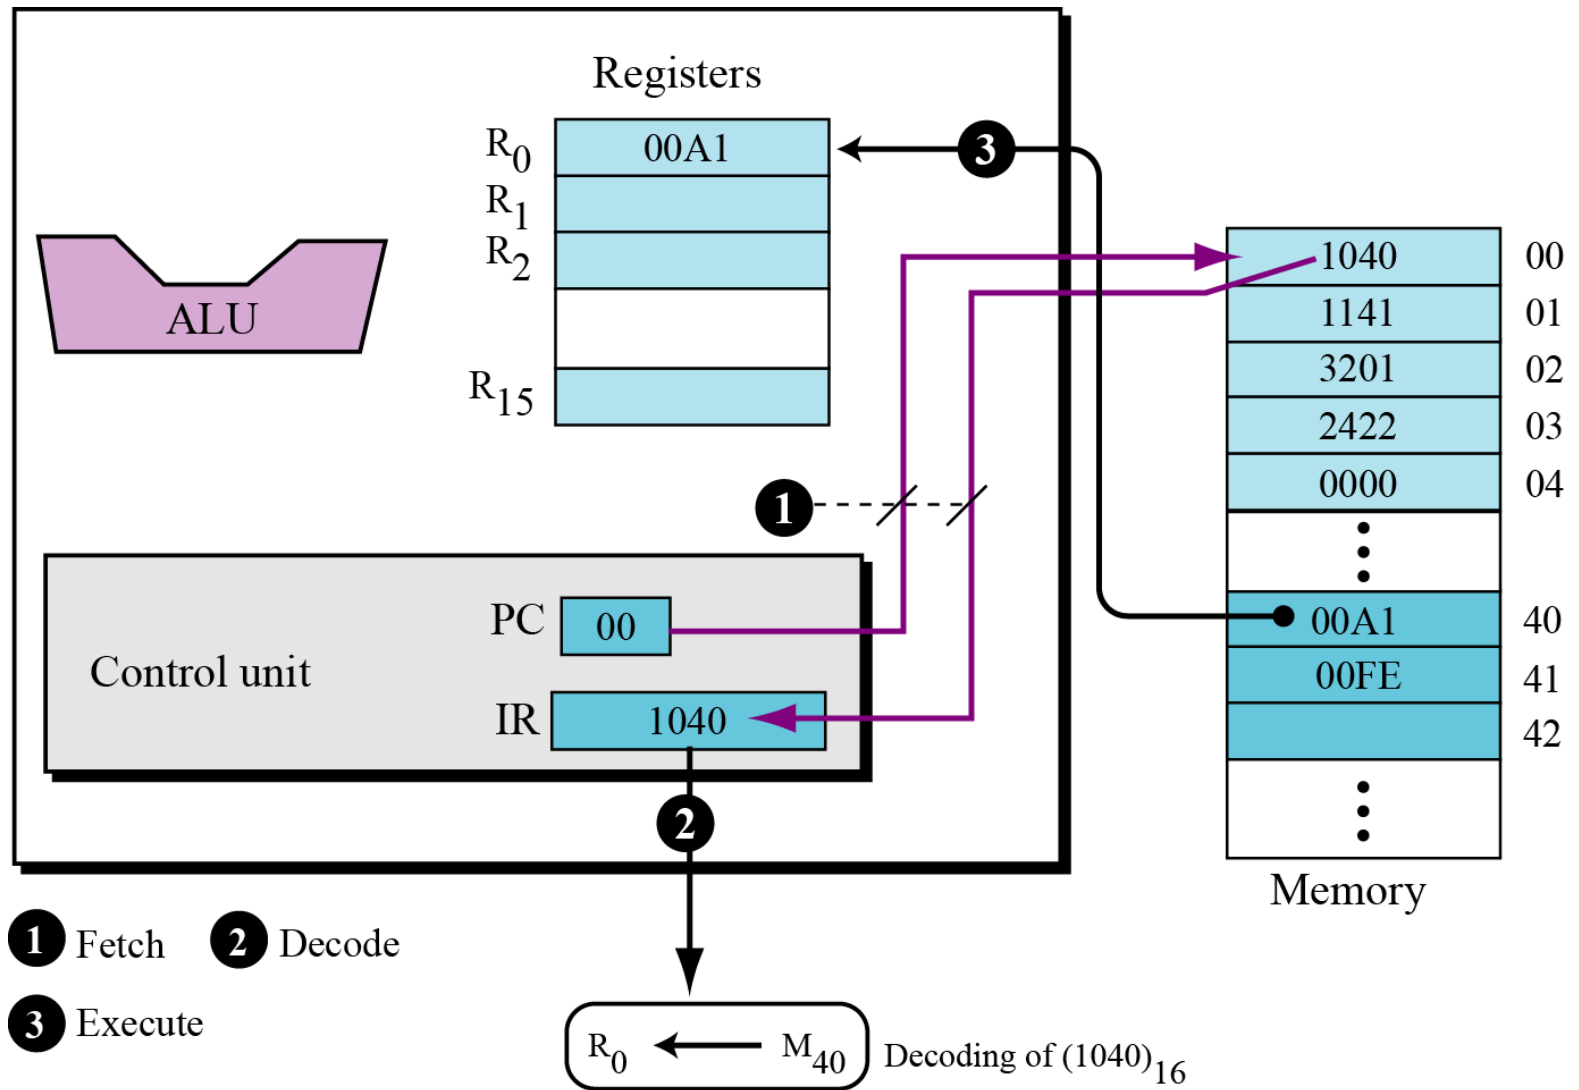 Registers
R0 00A1
R1
R2
R15
3
ALU
1040 00
1141 01
3201 02
2422 03
0000 04
00A1 40
00FE 41
42
Memory
1
Control unit
PC 00
IR 1040
2
1 Fetch 2 Decode
3 Execute
R0 M40 Decoding of (1040)16